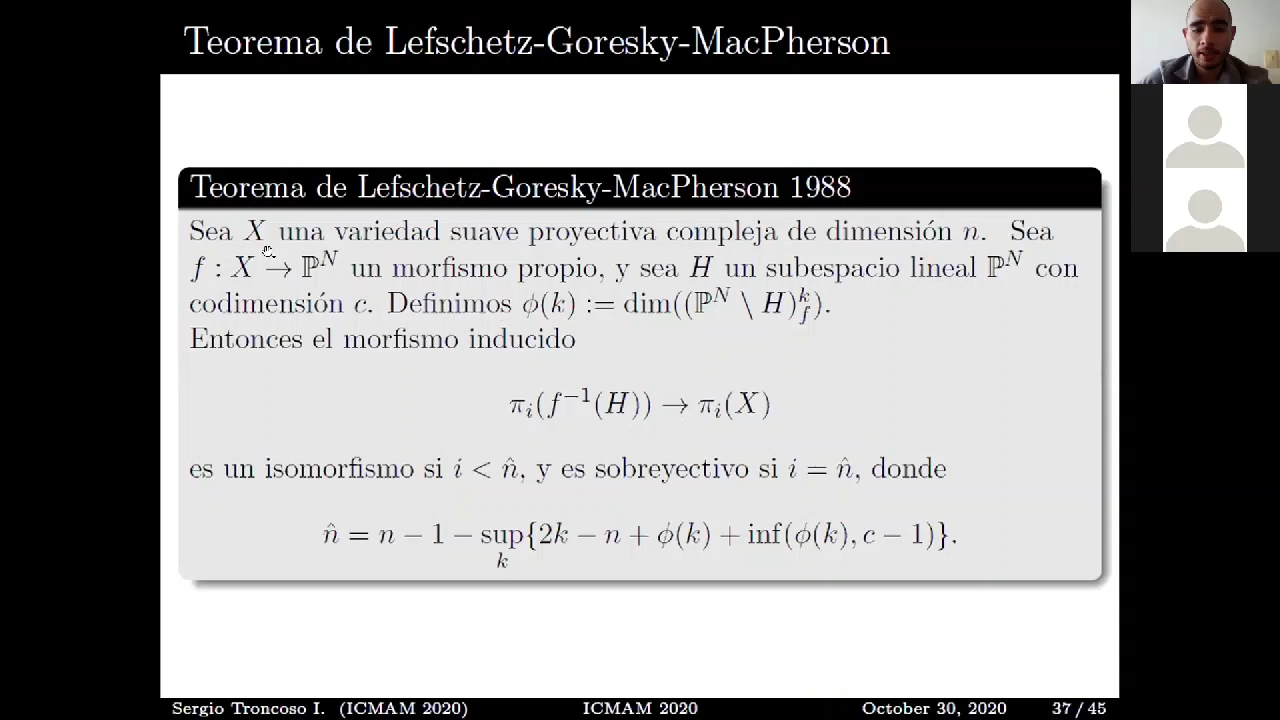 Teorema de Lefschetz-Goresky-MacPherson
Teorema de Lefschetz-Goresky-MacPherson 1988
Sea X una variedad suave proyectiva compleja de dimensión n. Sea
f : X → ℙ^N un morfismo propio, y sea H un subespacio lineal ℙ^N con
codimensión c. Definimos ϕ(k) := dim((ℙ^N \ H)_f^k).
Entonces el morfismo inducido
π_i(f^{-1}(H)) → π_i(X)
es un isomorfismo si i < n̂, y es sobreyectivo si i = n̂, donde
n̂ = n − 1 − sup_k{2k − n + ϕ(k) + inf(ϕ(k), c − 1)}.
Sergio Troncoso I. (ICMAM 2020) ICMAM 2020 October 30, 2020 37 / 45